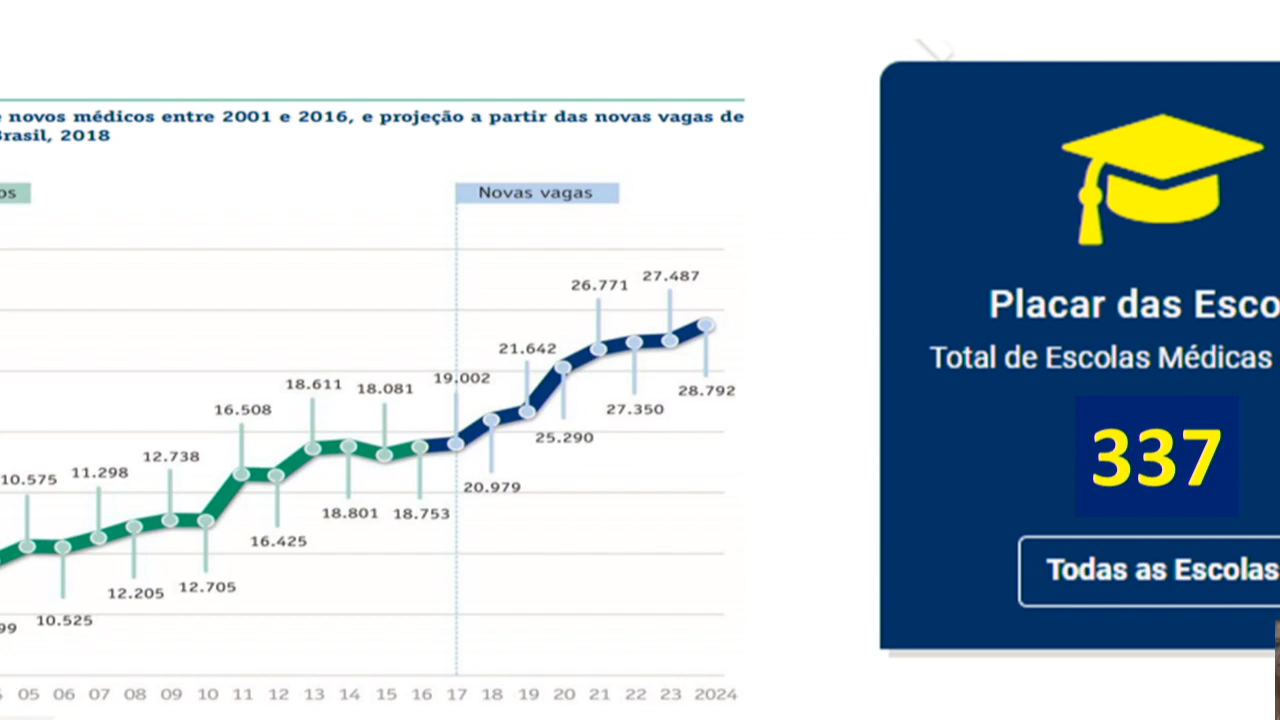 novos médicos entre 2001 e 2016, e projeção a partir das novas vagas de
Brasil, 2018
os
Novas vagas
26.771
27.487
21.642
19.002
18.611
18.081
28.792
16.508
27.350
25.290
12.738
10.575
11.298
20.979
18.801
18.753
16.425
12.205
12.705
10.525
99
05 06 07 08 09 10 11 12 13 14 15 16 17 18 19 20 21 22 23 2024
Placar das Esco
Total de Escolas Médicas
337
Todas as Escolas